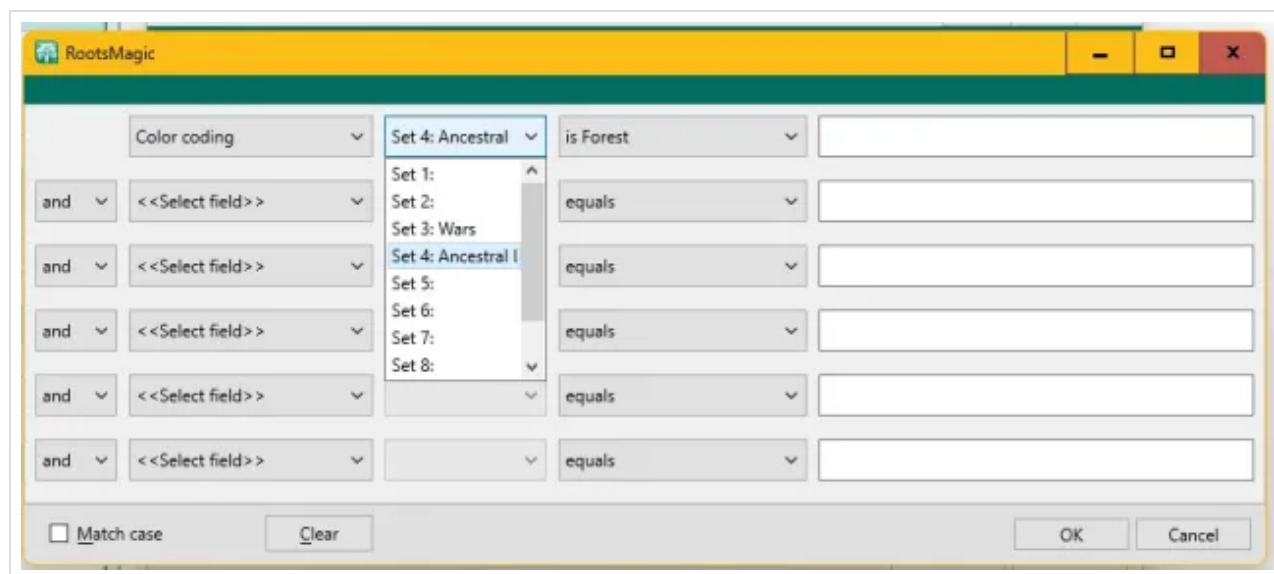 RootsMagic
Color coding Set 4: Ancestral is Forest
Set 1:
and <<Select field>> Set 2: equals
Set 3: Wars
and <<Select field>> Set 4: Ancestral l equals
Set 5:
Set 6:
and <<Select field>> Set 7: equals
Set 8:
and <<Select field>> equals
and <<Select field>> equals
Match case Clear OK Cancel